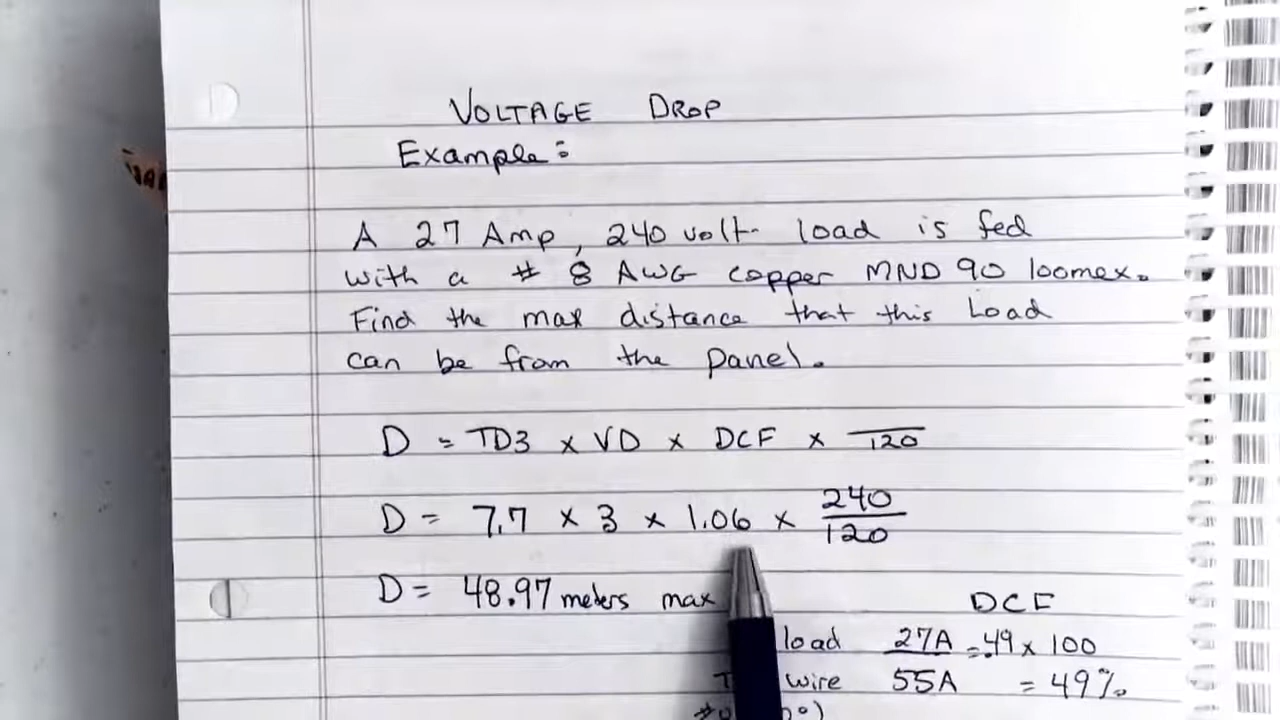 VOLTAGE DROP
Example:
A 27 Amp, 240 volt load is fed
with a # 8 AWG copper MND 90 loomex.
Find the max distance that this Load
can be from the panel.
D = TD3 x VD x DCF x /120
D = 7.7 x 3 x 1.06 x 240/120
D = 48.97 meters max
DCF
load 27A = .49 x 100
wire 55A = 49%